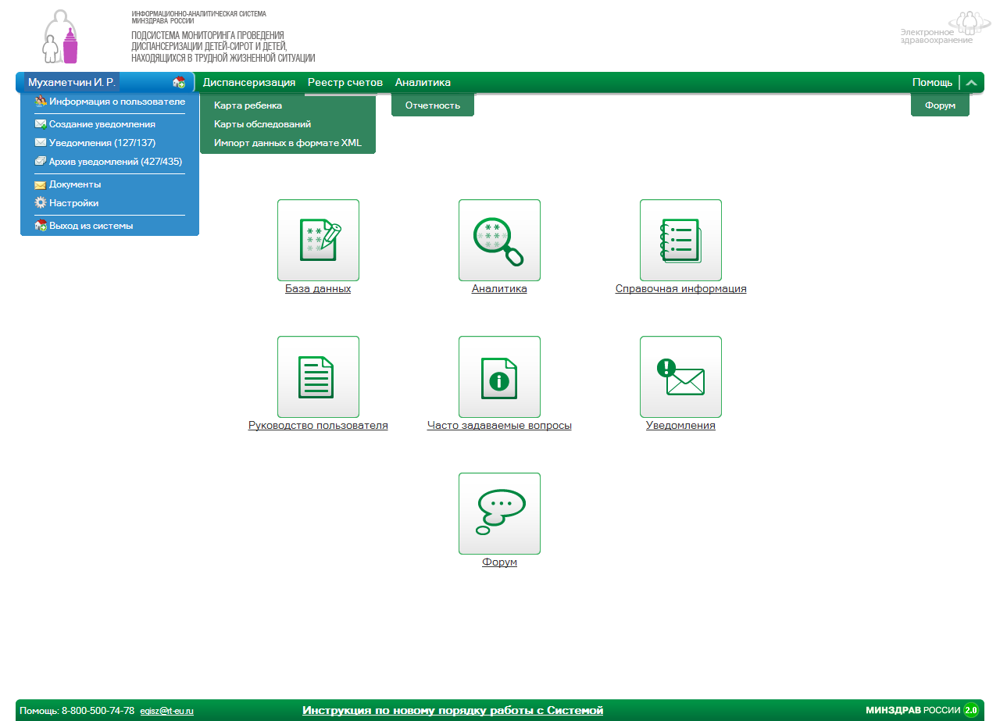 ИНФОРМАЦИОННО-АНАЛИТИЧЕСКАЯ СИСТЕМА
МИНЗДРАВА РОССИИ
ПОДСИСТЕМА МОНИТОРИНГА ПРОВЕДЕНИЯ
ДИСПАНСЕРИЗАЦИИ ДЕТЕЙ-СИРОТ И ДЕТЕЙ,
НАХОДЯЩИХСЯ В ТРУДНОЙ ЖИЗНЕННОЙ СИТУАЦИИ
Электронное
здравоохранение
Мухаметчин И. Р.
Диспансеризация Реестр счетов Аналитика
Помощь
Информация о пользователе
Создание уведомления
Уведомления (127/137)
Архив уведомлений (427/435)
Документы
Настройки
Выход из системы
Карта ребенка
Карты обследований
Импорт данных в формате XML
Отчетность
Форум
База данных
Аналитика
Справочная информация
Руководство пользователя
Часто задаваемые вопросы
Уведомления
Форум
Помощь: 8-800-500-74-78 egisz@rt-eu.ru
Инструкция по новому порядку работы с Системой
МИНЗДРАВ РОССИИ 2.0